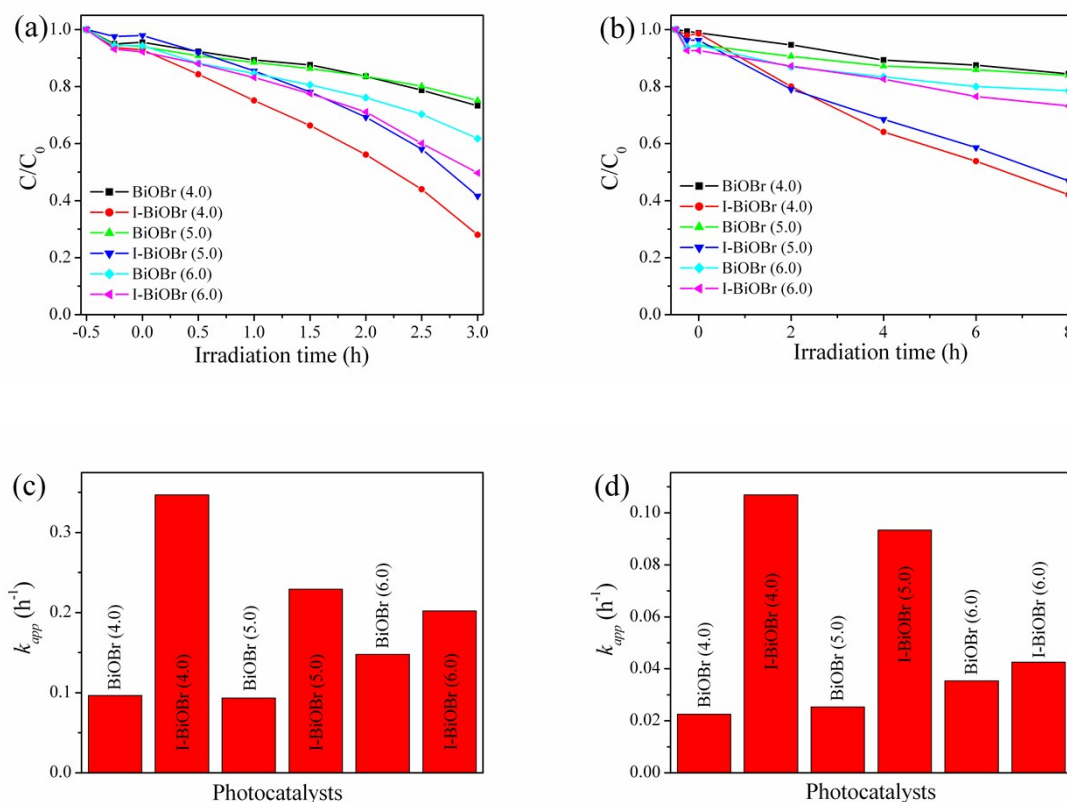 (a)
1.0
0.8
0.6
0.4
0.2
0.0
C/C0
BiOBr (4.0)
I-BiOBr (4.0)
BiOBr (5.0)
I-BiOBr (5.0)
BiOBr (6.0)
I-BiOBr (6.0)
-0.5 0.0 0.5 1.0 1.5 2.0 2.5 3.0
Irradiation time (h)
(b)
1.0
0.8
0.6
0.4
0.2
0.0
C/C0
BiOBr (4.0)
I-BiOBr (4.0)
BiOBr (5.0)
I-BiOBr (5.0)
BiOBr (6.0)
I-BiOBr (6.0)
0 2 4 6 8
Irradiation time (h)
(c)
0.3
0.2
0.1
0.0
kapp (h-1)
BiOBr (4.0)
I-BiOBr (4.0)
BiOBr (5.0)
I-BiOBr (5.0)
BiOBr (6.0)
I-BiOBr (6.0)
Photocatalysts
(d)
0.10
0.08
0.06
0.04
0.02
0.00
kapp (h-1)
BiOBr (4.0)
I-BiOBr (4.0)
BiOBr (5.0)
I-BiOBr (5.0)
BiOBr (6.0)
I-BiOBr (6.0)
Photocatalysts